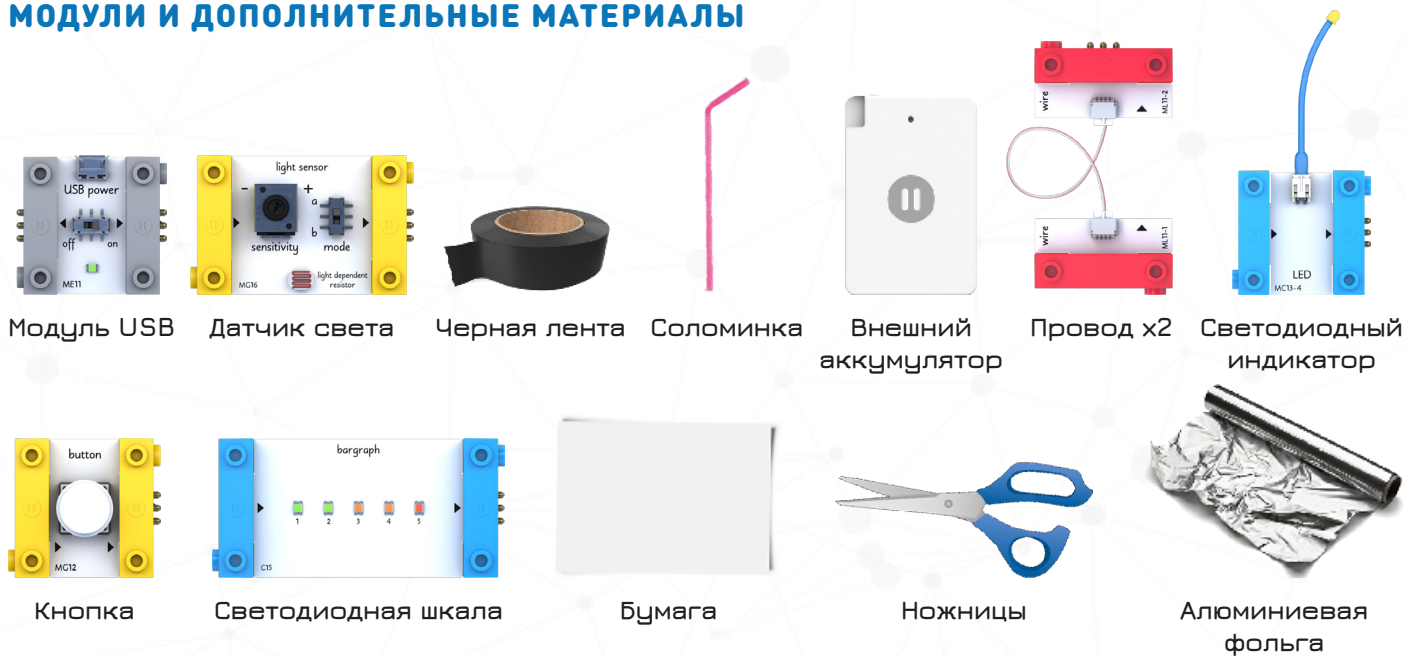 МОДУЛИ И ДОПОЛНИТЕЛЬНЫЕ МАТЕРИАЛЫ
USB power
off on
ME11
Модуль USB
light sensor
- +
a
b
sensitivity mode
light dependent
resistor
MG16
Датчик света
Черная лента
Соломинка
Внешний
аккумулятор
wire
ML11-2
wire
ML11-1
Провод x2
LED
MC13-4
Светодиодный
индикатор
button
MG12
Кнопка
bargraph
1 2 3 4 5
C15
Светодиодная шкала
Бумага
Ножницы
Алюминиевая
фольга